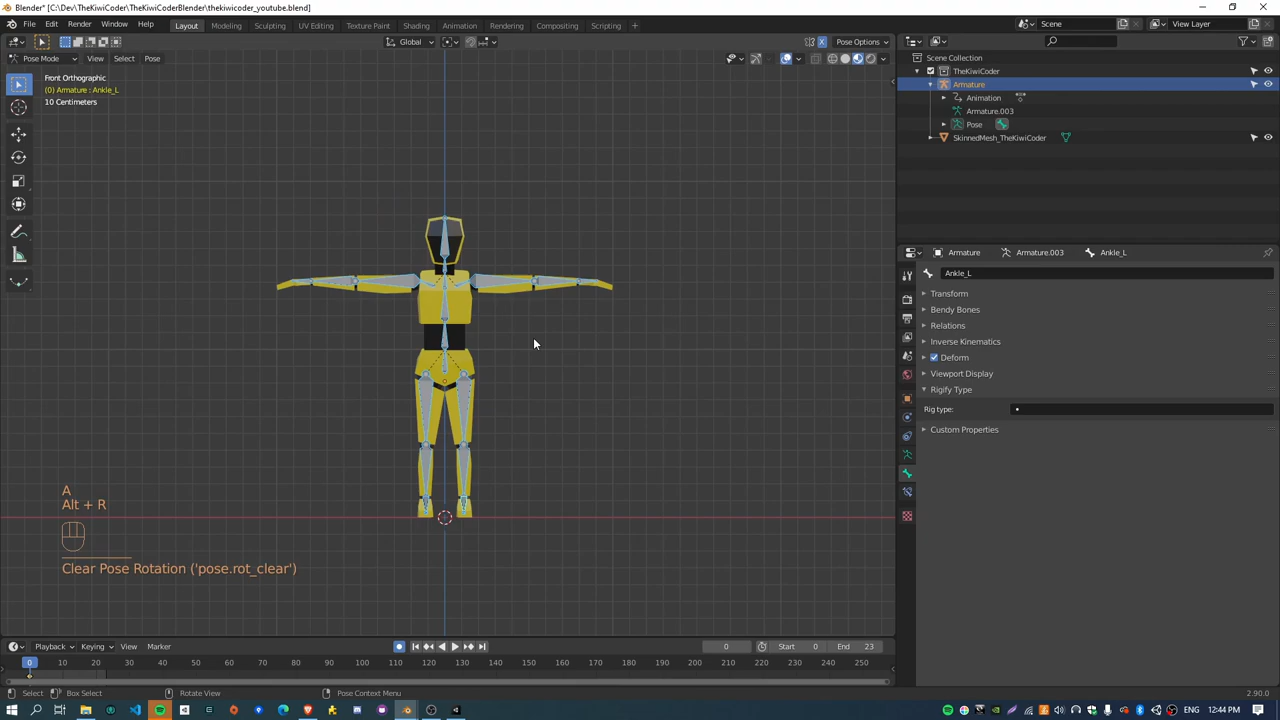 Blender* [C:\Dev\TheKiwiCoderBlender\thekiwicoder_youtube.blend]
File Edit Render Window Help Layout Modeling Sculpting UV Editing Texture Paint Shading Animation Rendering Compositing Scripting + Scene View Layer
Global Pose Options
Pose Mode View Select Pose
Front Orthographic
(0) Armature : Ankle_L
10 Centimeters
Scene Collection
TheKiwiCoder
Armature
Animation
Armature.003
Pose
SkinnedMesh_TheKiwiCoder
Armature Armature.003 Ankle_L
Ankle_L
Transform
Bendy Bones
Relations
Inverse Kinematics
Deform
Viewport Display
Rigify Type
Rig type:
Custom Properties
A
Alt + R
Clear Pose Rotation ('pose.rot_clear')
Playback Keying View Marker 0 Start 0 End 23
0 10 20 30 40 50 60 70 80 90 100 110 120 130 140 150 160 170 180 190 200 210 220 230 240 250
Select Box Select Rotate View Pose Context Menu 2.90.0
ENG 12:44 PM